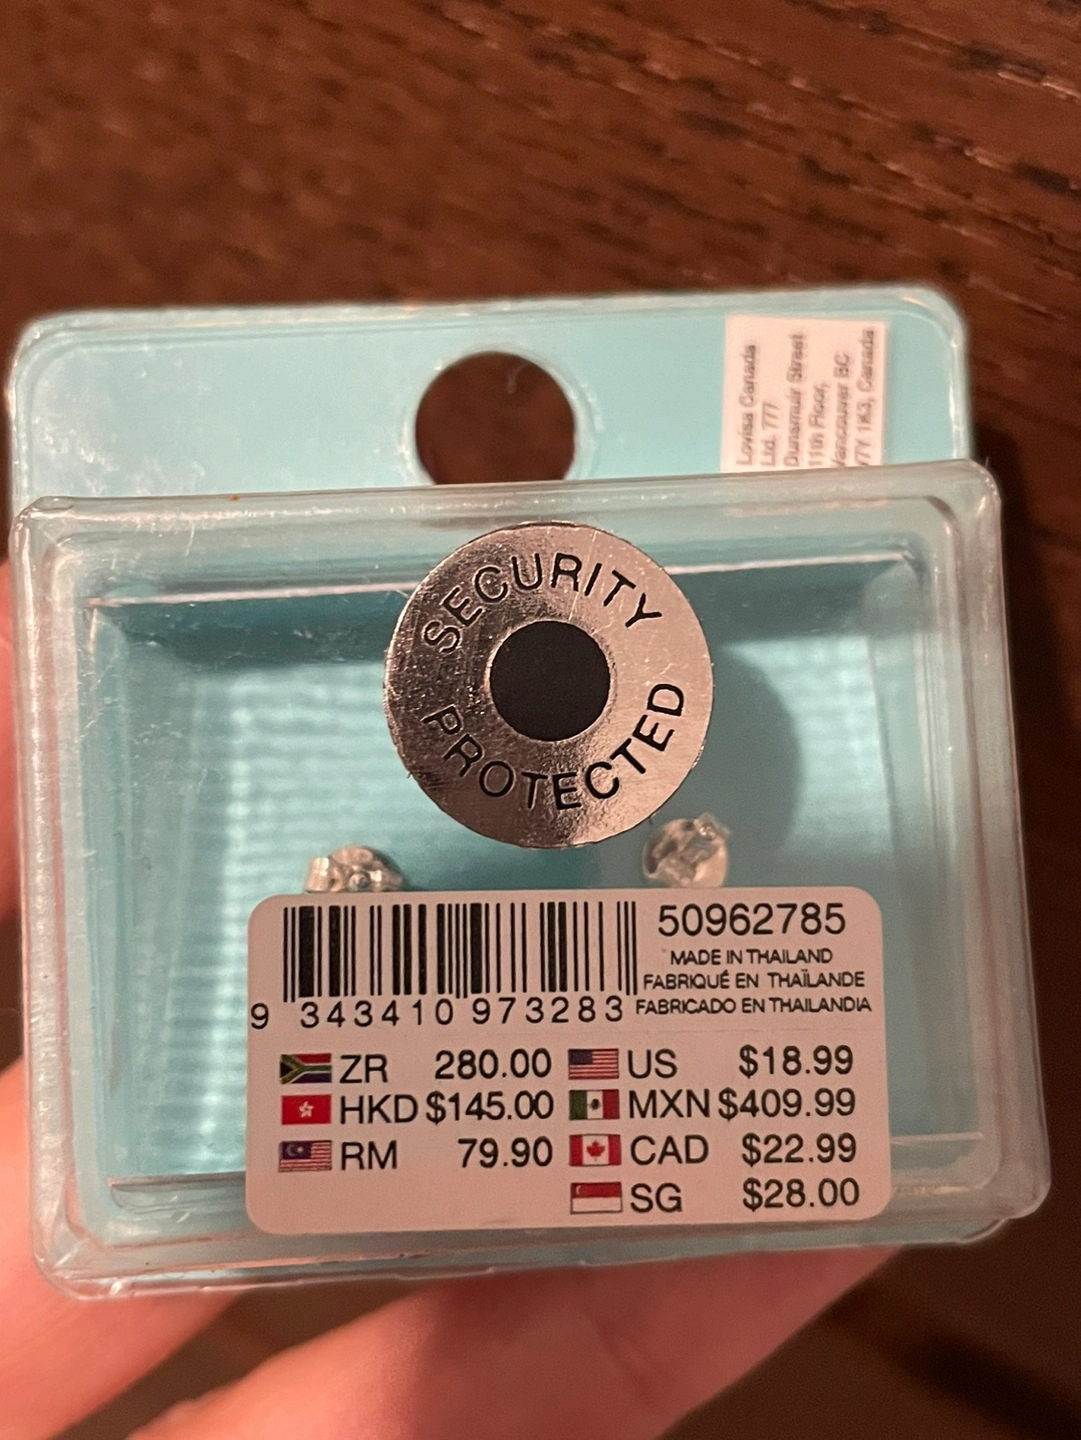 Lovisa Canada
Ltd. 777
Dunsmuir Street
11th Floor,
Vancouver BC
V7Y 1K3, Canada
SECURITY
PROTECTED
50962785
MADE IN THAILAND
FABRIQUÉ EN THAÏLANDE
FABRICADO EN THAILANDIA
9 343410 973283
ZR 280.00 US $18.99
HKD $145.00 MXN $409.99
RM 79.90 CAD $22.99
SG $28.00